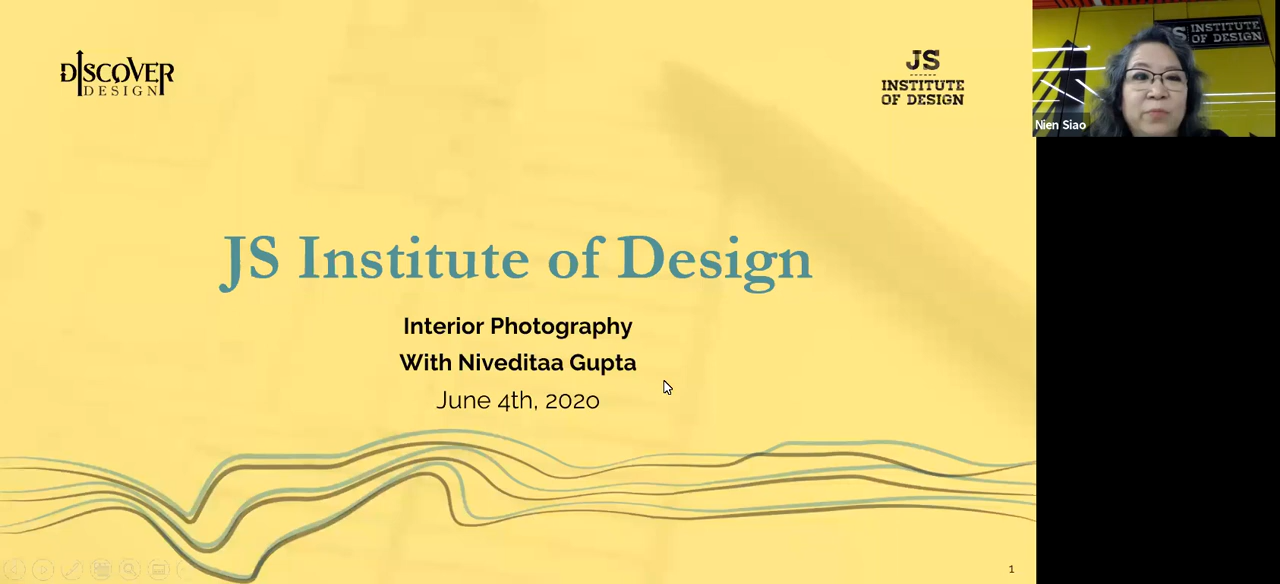 DISCOVER
DESIGN
JS
INSTITUTE
OF DESIGN
JS Institute of Design
Interior Photography
With Niveditaa Gupta
June 4th, 2020
1
S INSTITUTE
OF DESIGN
Nien Siao